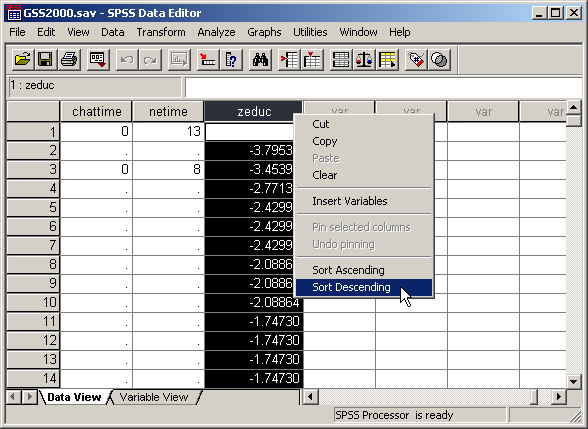 GSS2000.sav - SPSS Data Editor
File Edit View Data Transform Analyze Graphs Utilities Window Help
1 : zeduc
chattime netime zeduc var var var var
1 0 13
2 . . -3.7953
3 0 8 -3.4539
4 . . -2.7713
5 . . -2.4299
6 . . -2.4299
7 . . -2.4299
8 . . -2.0886
9 . . -2.0886
10 . . -2.08864
11 . . -1.74730
12 . . -1.74730
13 . . -1.74730
14 . . -1.74730
Cut
Copy
Paste
Clear
Insert Variables
Pin selected columns
Undo pinning
Sort Ascending
Sort Descending
Data View Variable View
SPSS Processor is ready